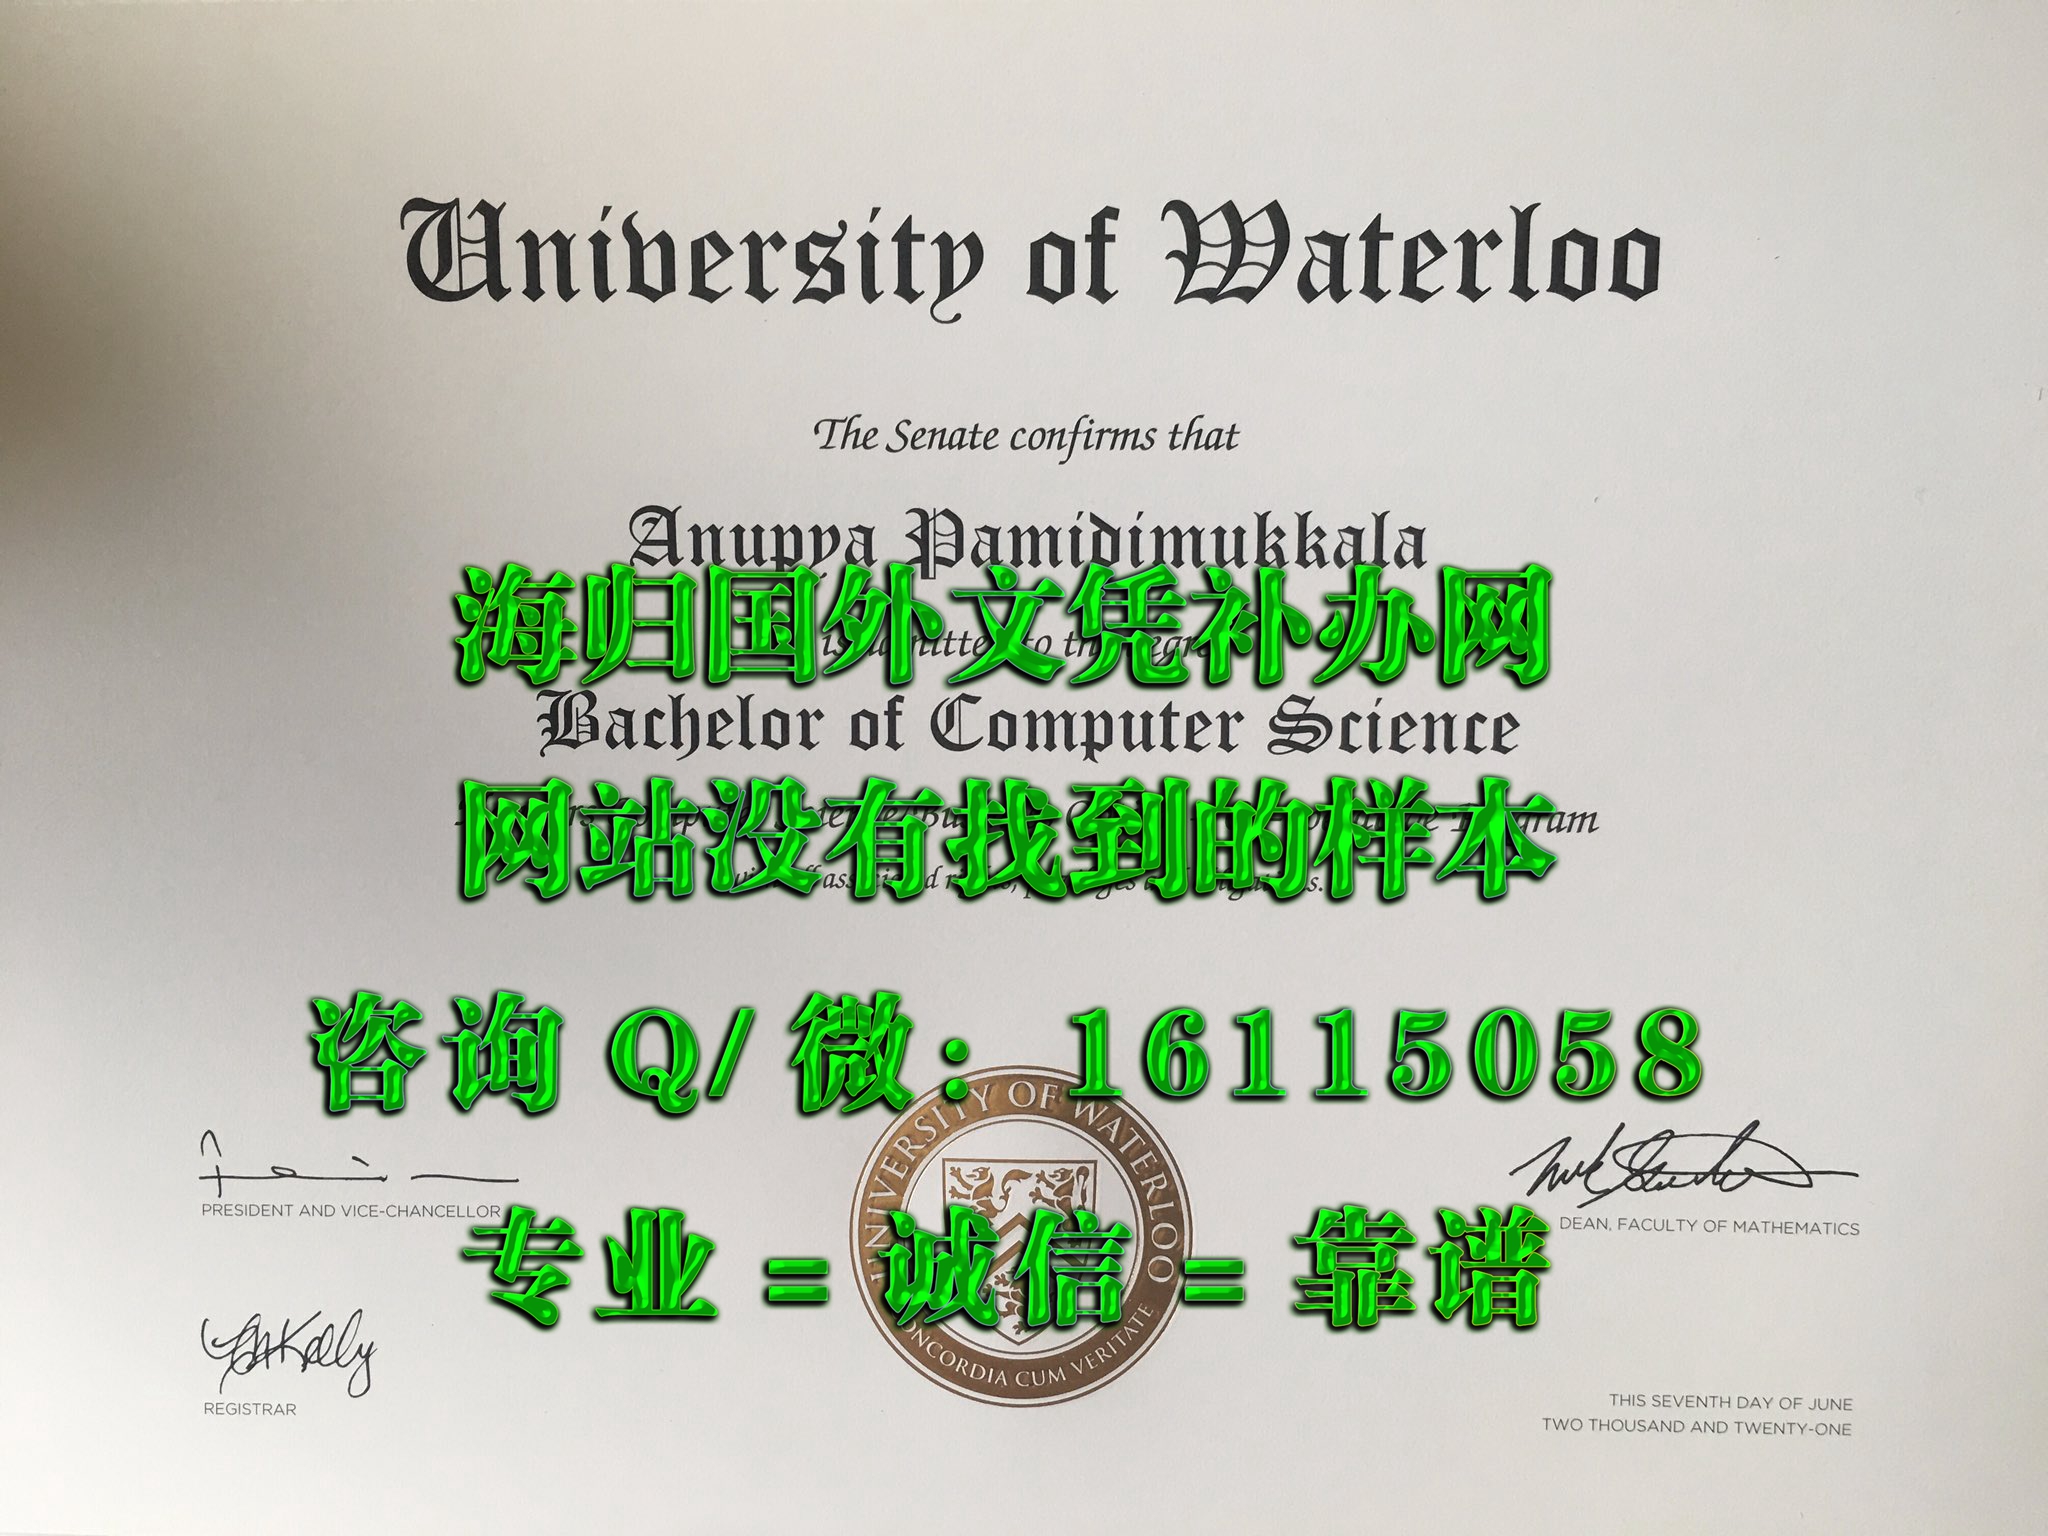 University of Waterloo
The Senate confirms that
Anupya Pamidimukkala
海归国外文凭补办网
to
Bachelor of Computer Science
网站没有找到的样本
咨询 Q/ 微：16115058
UNIVERSITY OF WATERLOO
PRESIDENT AND VICE-CHANCELLOR
DEAN, FACULTY OF MATHEMATICS
专业 = 诚信 = 靠谱
CONCORDIA CUM VERITATE
REGISTRAR
THIS SEVENTH DAY OF JUNE
TWO THOUSAND AND TWENTY-ONE